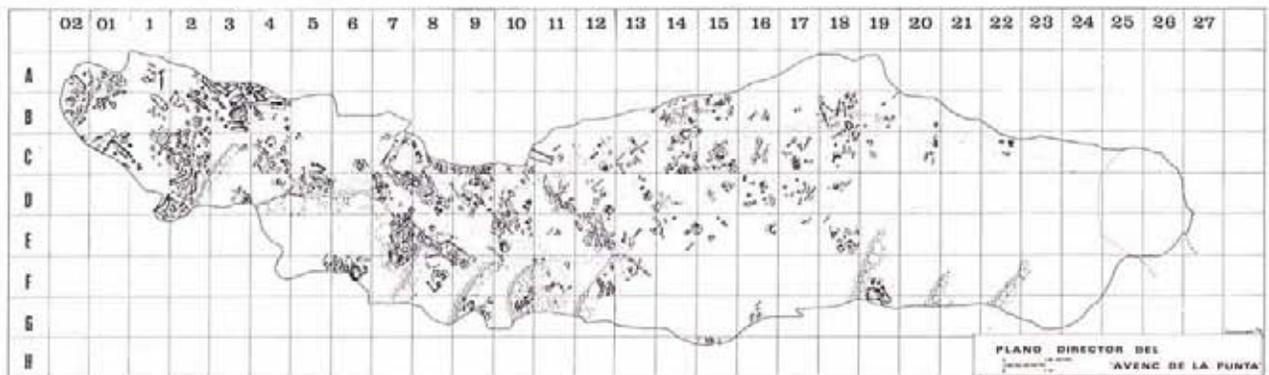 02 01 1 2 3 4 5 6 7 8 9 10 11 12 13 14 15 16 17 18 19 20 21 22 23 24 25 26 27
A
B
C
D
E
F
G
H
PLANO DIRECTOR DEL
'AVENC DE LA PUNTA'